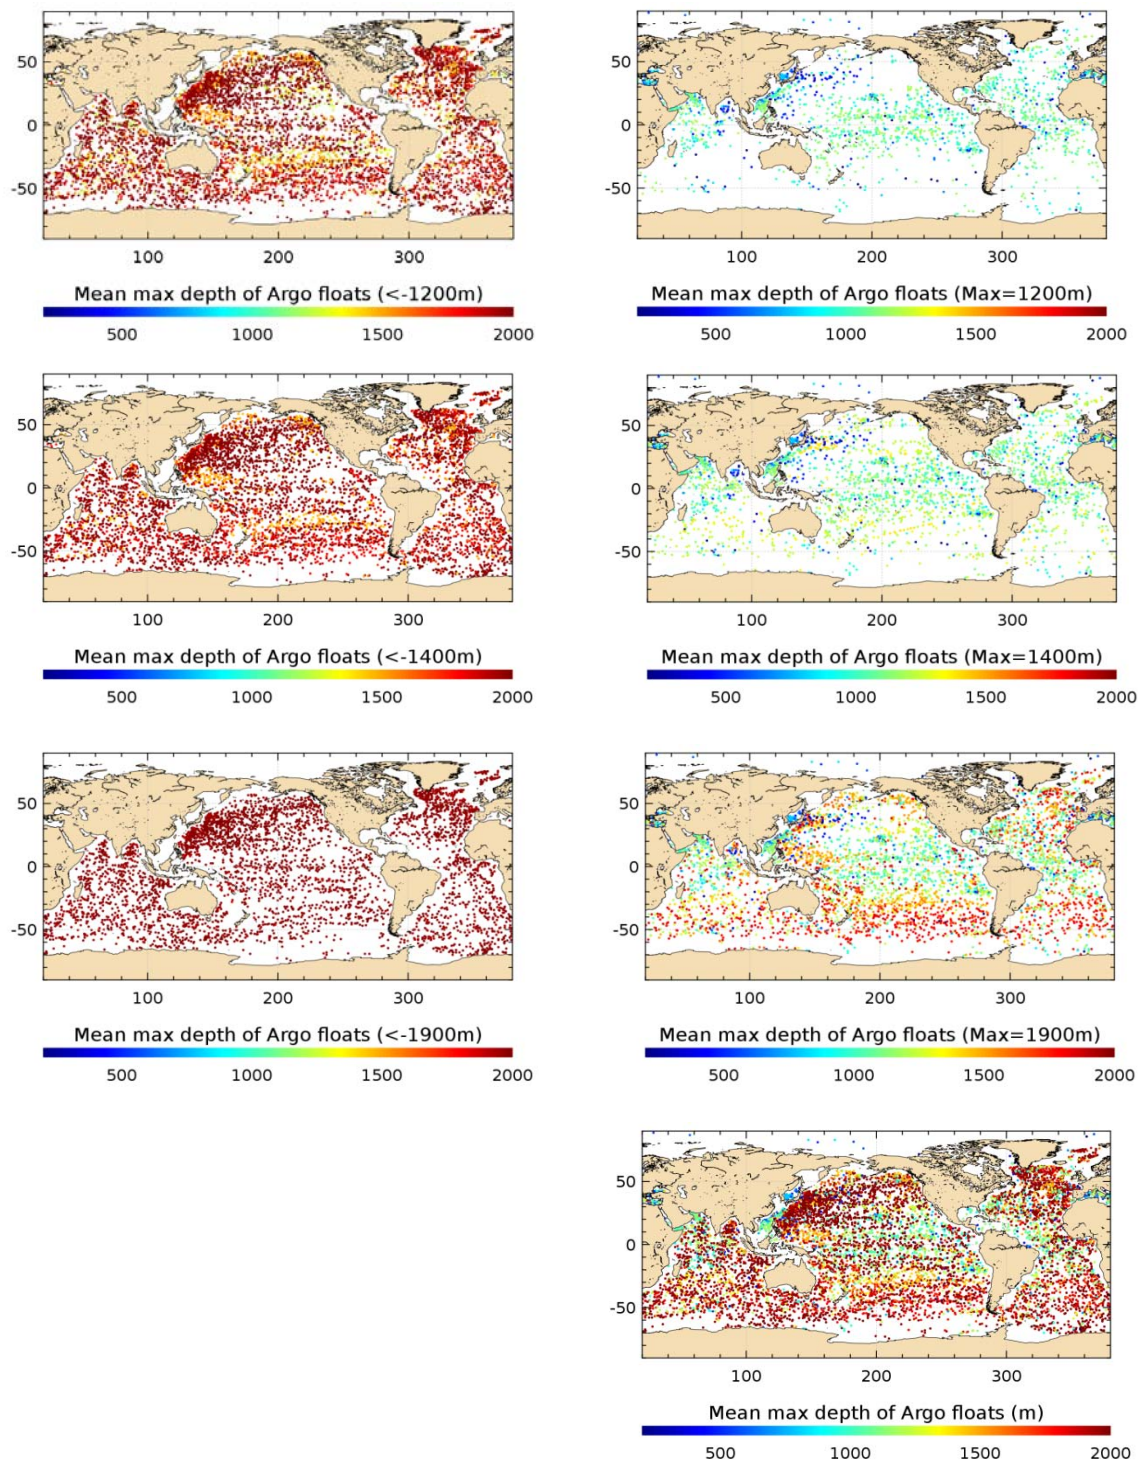 50
0
-50
100 200 300
Mean max depth of Argo floats (<-1200m)
500 1000 1500 2000
50
0
-50
100 200 300
Mean max depth of Argo floats (Max=1200m)
500 1000 1500 2000
50
0
-50
100 200 300
Mean max depth of Argo floats (<-1400m)
500 1000 1500 2000
50
0
-50
100 200 300
Mean max depth of Argo floats (Max=1400m)
500 1000 1500 2000
50
0
-50
100 200 300
Mean max depth of Argo floats (<-1900m)
500 1000 1500 2000
50
0
-50
100 200 300
Mean max depth of Argo floats (Max=1900m)
500 1000 1500 2000
50
0
-50
100 200 300
Mean max depth of Argo floats (m)
500 1000 1500 2000